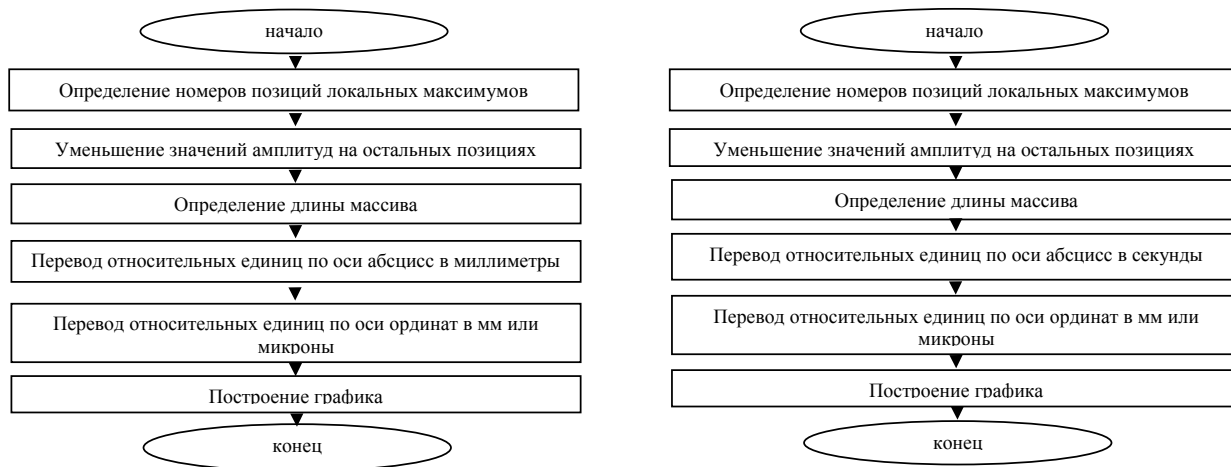 начало
Определение номеров позиций локальных максимумов
Уменьшение значений амплитуд на остальных позициях
Определение длины массива
Перевод относительных единиц по оси абсцисс в миллиметры
Перевод относительных единиц по оси ординат в мм или
микроны
Построение графика
конец
начало
Определение номеров позиций локальных максимумов
Уменьшение значений амплитуд на остальных позициях
Определение длины массива
Перевод относительных единиц по оси абсцисс в секунды
Перевод относительных единиц по оси ординат в мм или
микроны
Построение графика
конец